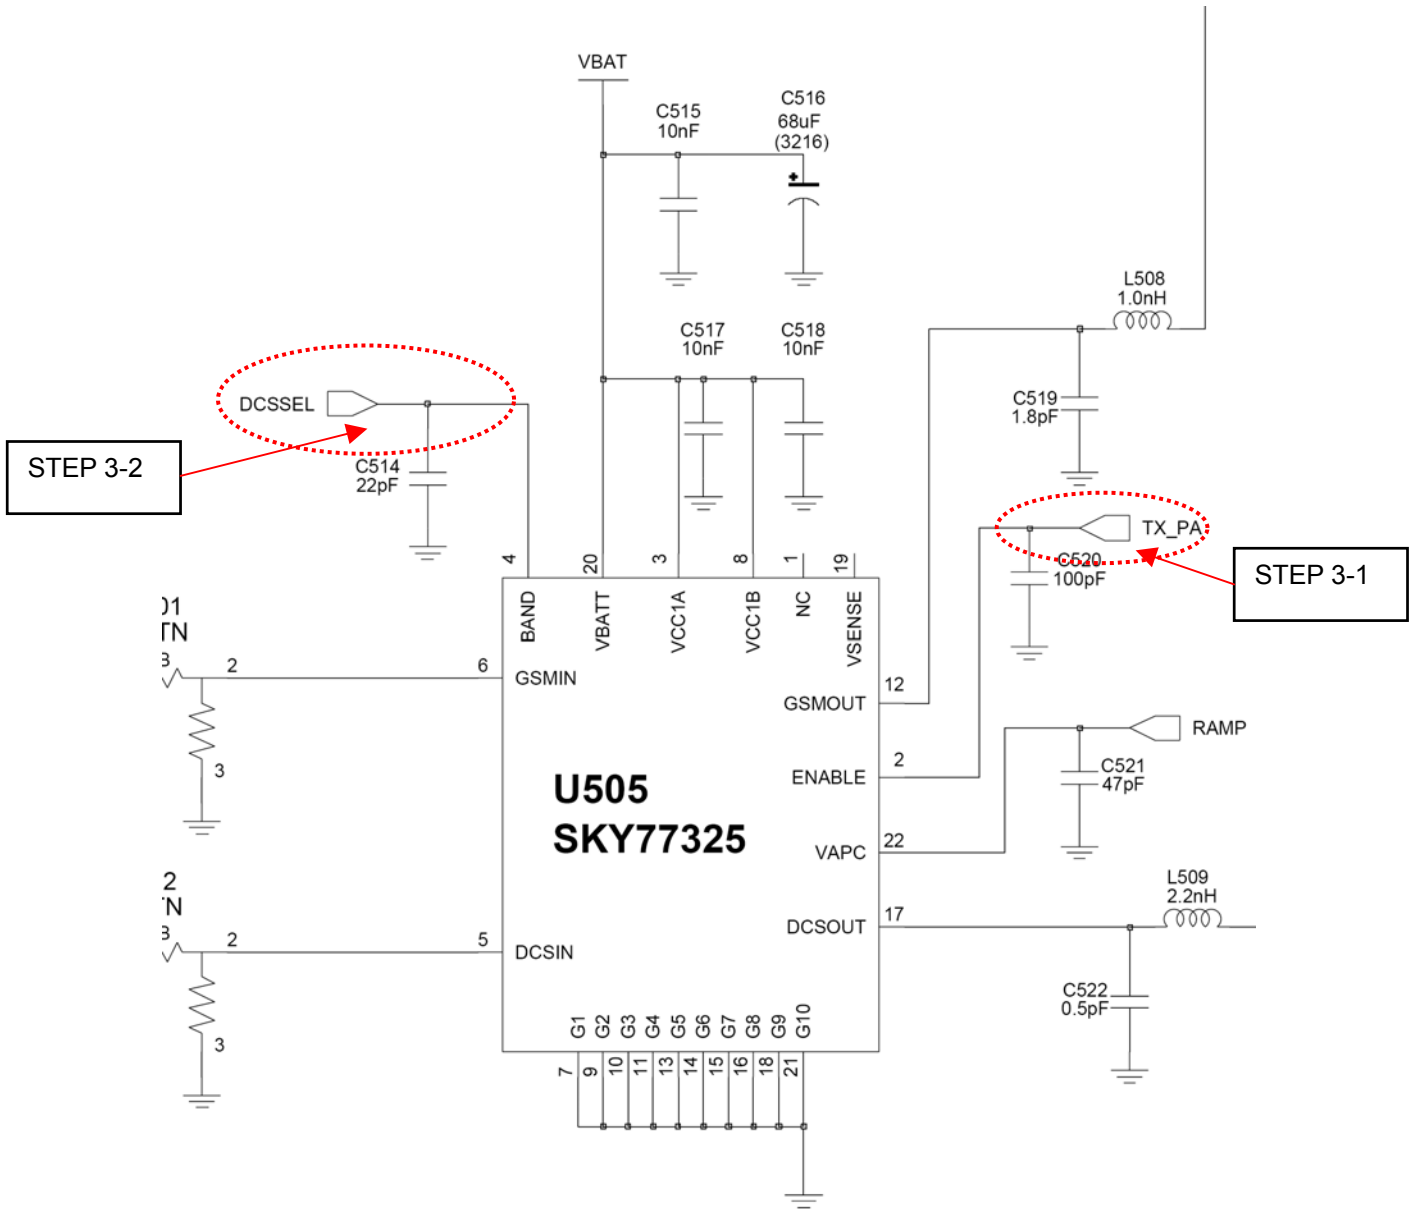 VBAT
C515
10nF
C516
68uF
(3216)
+
L508
1.0nH
C517
10nF
C518
10nF
DCSSEL
C519
1.8pF
STEP 3-2
C514
22pF
TX_PA
C520
100pF
STEP 3-1
4
20
3
8
1
19
BAND
VBATT
VCC1A
VCC1B
NC
VSENSE
01
TN
2
6
GSMIN
12
GSMOUT
RAMP
3
2
ENABLE
C521
47pF
U505
SKY77325
22
VAPC
2
TN
L509
2.2nH
17
DCSOUT
2
5
DCSIN
C522
0.5pF
3
G1
G2
G3
G4
G5
G6
G7
G8
G9
G10
7
9
10
11
13
14
15
16
18
21